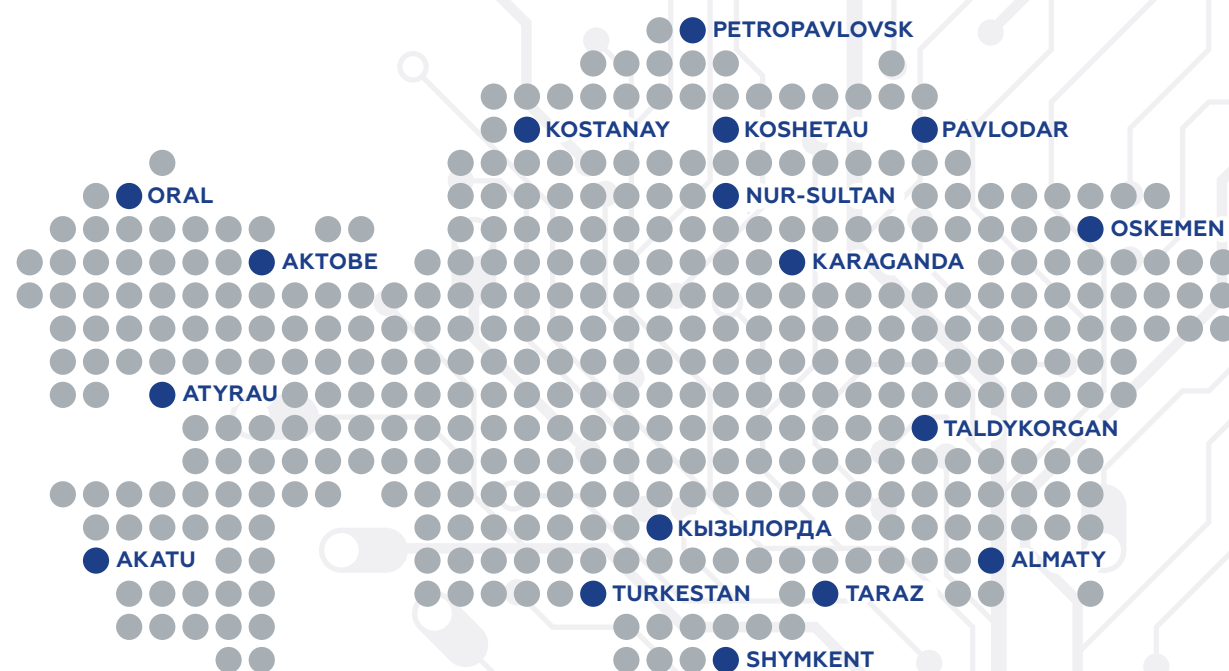 PETROPAVLOVSK
KOSTANAY
KOSHETAU
PAVLODAR
ORAL
NUR-SULTAN
OSKEMEN
AKTOBE
KARAGANDA
ATYRAU
TALDYKORGAN
КЫЗЫЛОРДА
AKATU
ALMATY
TURKESTAN
TARAZ
SHYMKENT